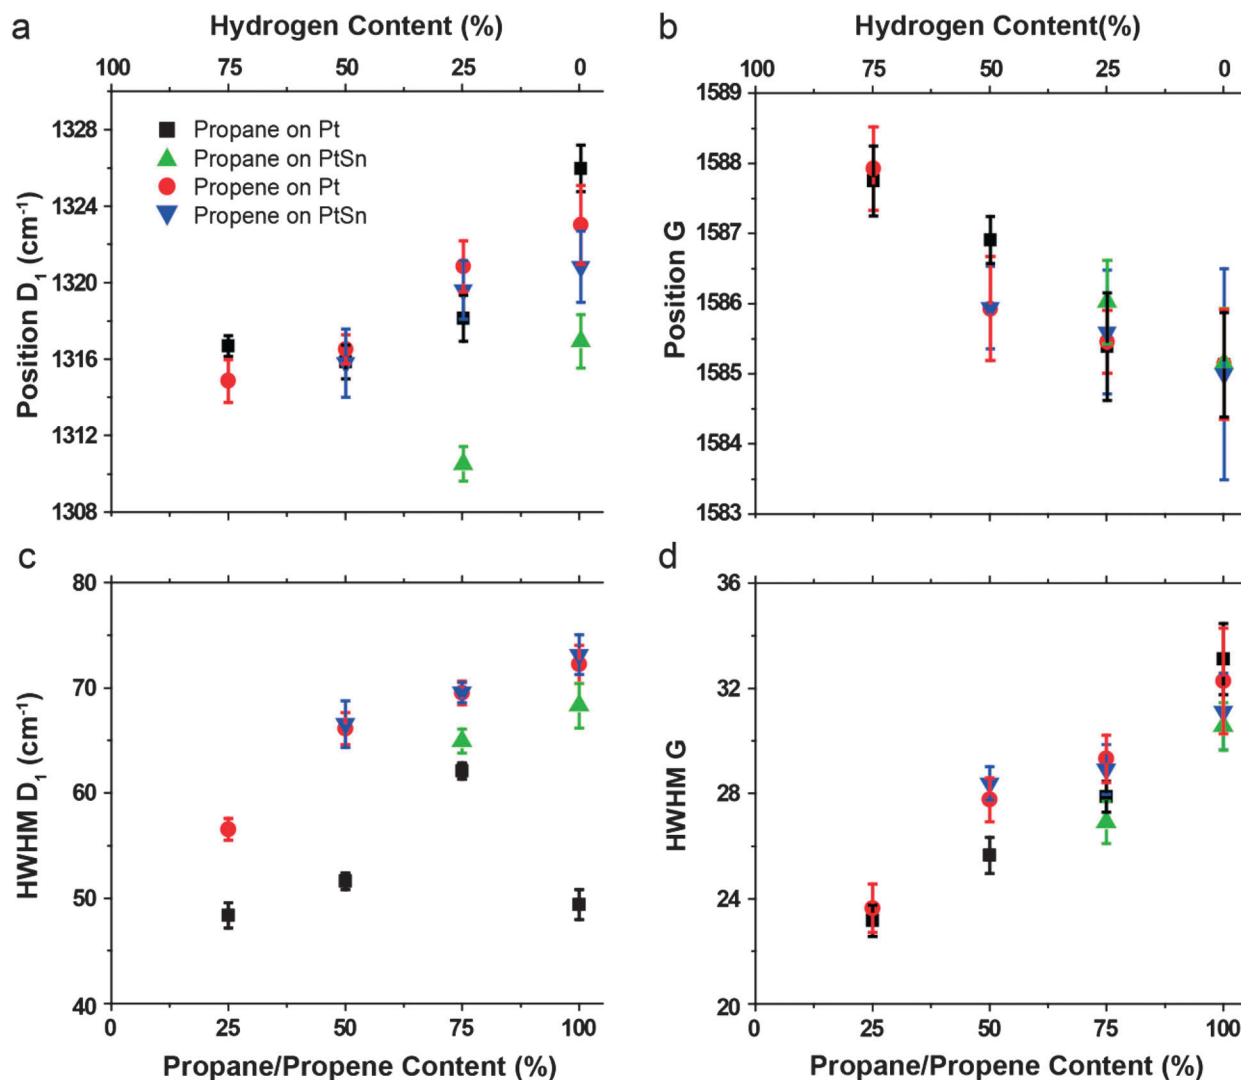 a
Hydrogen Content (%)
100 75 50 25 0
1328
1324
1320
1316
1312
1308
Position D1 (cm⁻¹)
Propane on Pt
Propane on PtSn
Propene on Pt
Propene on PtSn
b
Hydrogen Content(%)
100 75 50 25 0
1589
1588
1587
1586
1585
1584
1583
Position G
c
80
70
60
50
40
HWHM D1 (cm⁻¹)
0 25 50 75 100
Propane/Propene Content (%)
d
36
32
28
24
20
HWHM G
0 25 50 75 100
Propane/Propene Content (%)